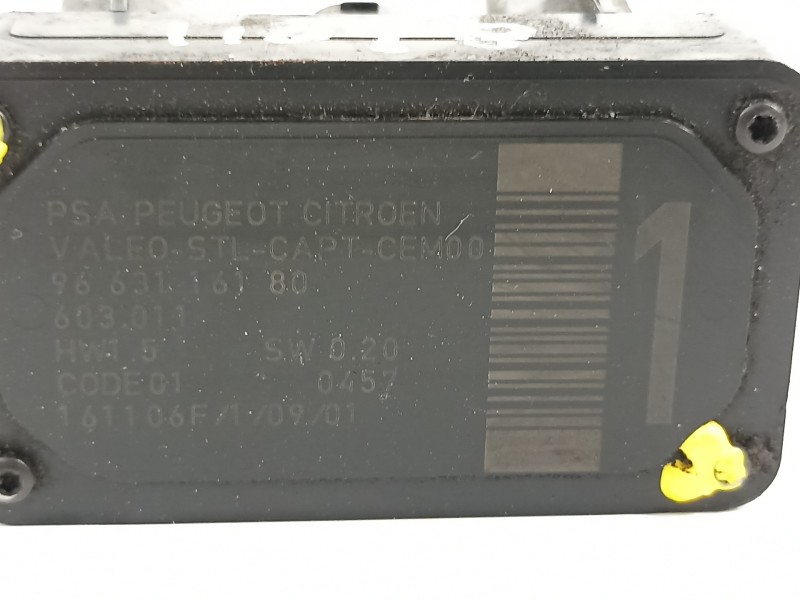 PSA PEUGEOT CITROEN
VALEO-STL-CAPT-CEM00
96 631 161 80
603.011
HW1.5 SW 0.20
CODE01 0457
161106F/1/09/01
1